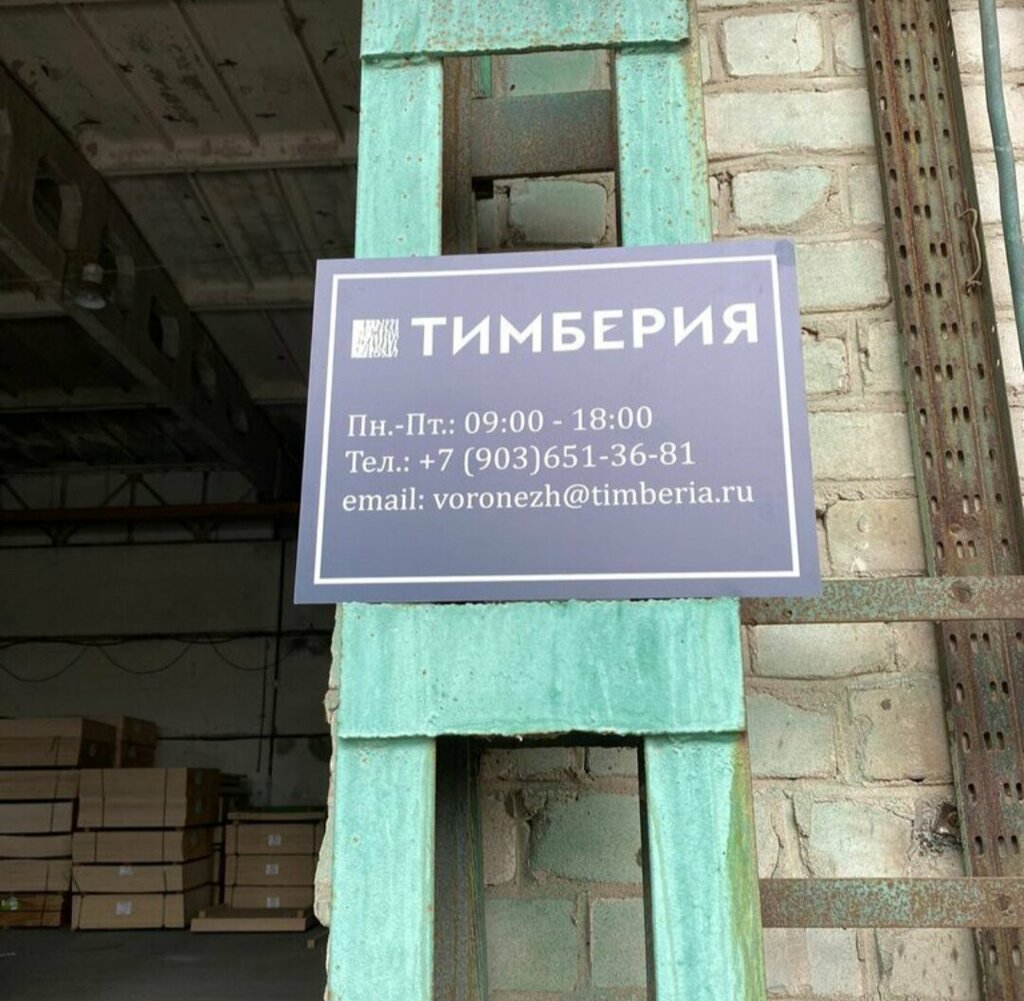 ТИМБЕРИЯ
Пн.-Пт.: 09:00 - 18:00
Тел.: +7 (903)651-36-81
email: voronezh@timberia.ru